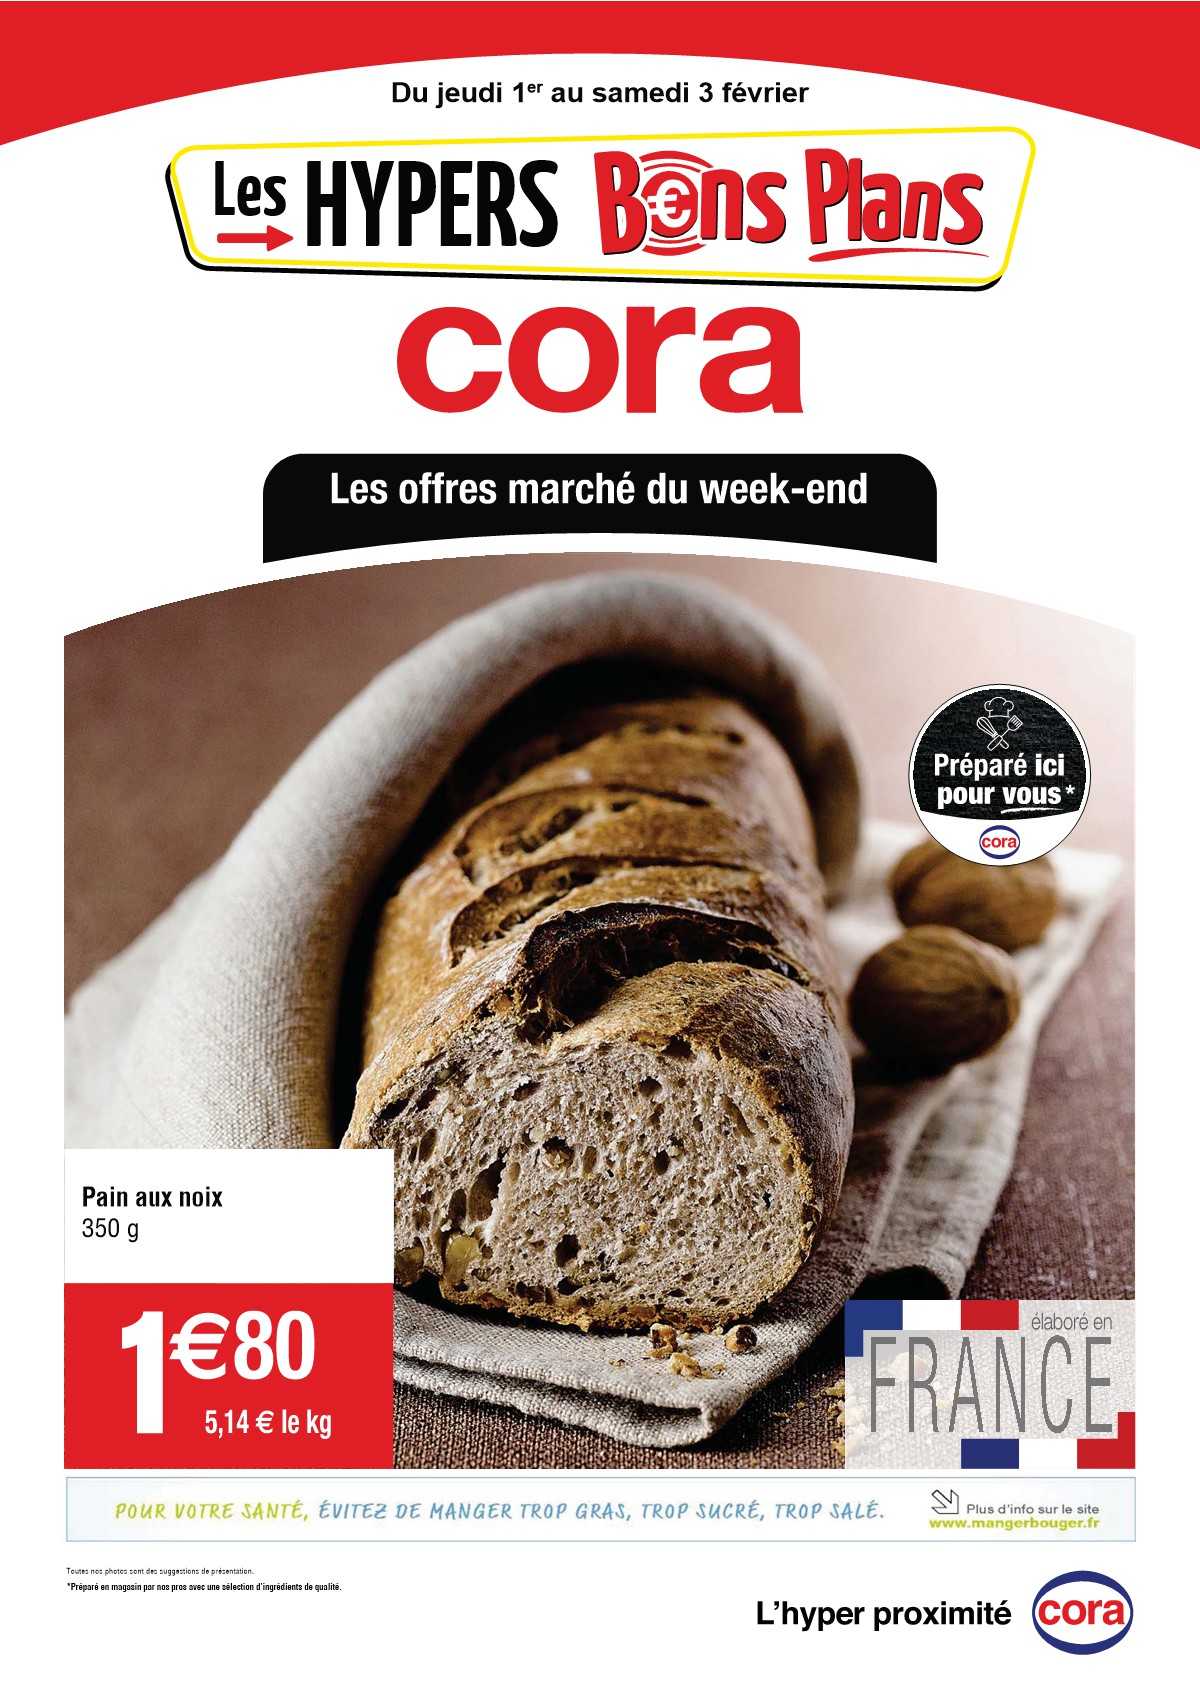 Du jeudi 1er au samedi 3 février
Les HYPERS Bons Plans
cora
Les offres marché du week-end
Préparé ici
pour vous*
cora
Pain aux noix
350 g
1€80
5,14 € le kg
élaboré en
FRANCE
POUR VOTRE SANTÉ, ÉVITEZ DE MANGER TROP GRAS, TROP SUCRÉ, TROP SALÉ.
Plus d'info sur le site
www.mangerbouger.fr
Toutes nos photos sont des suggestions de présentation.
*Préparé en magasin par nos pros avec une sélection d'ingrédients de qualité.
L'hyper proximité cora